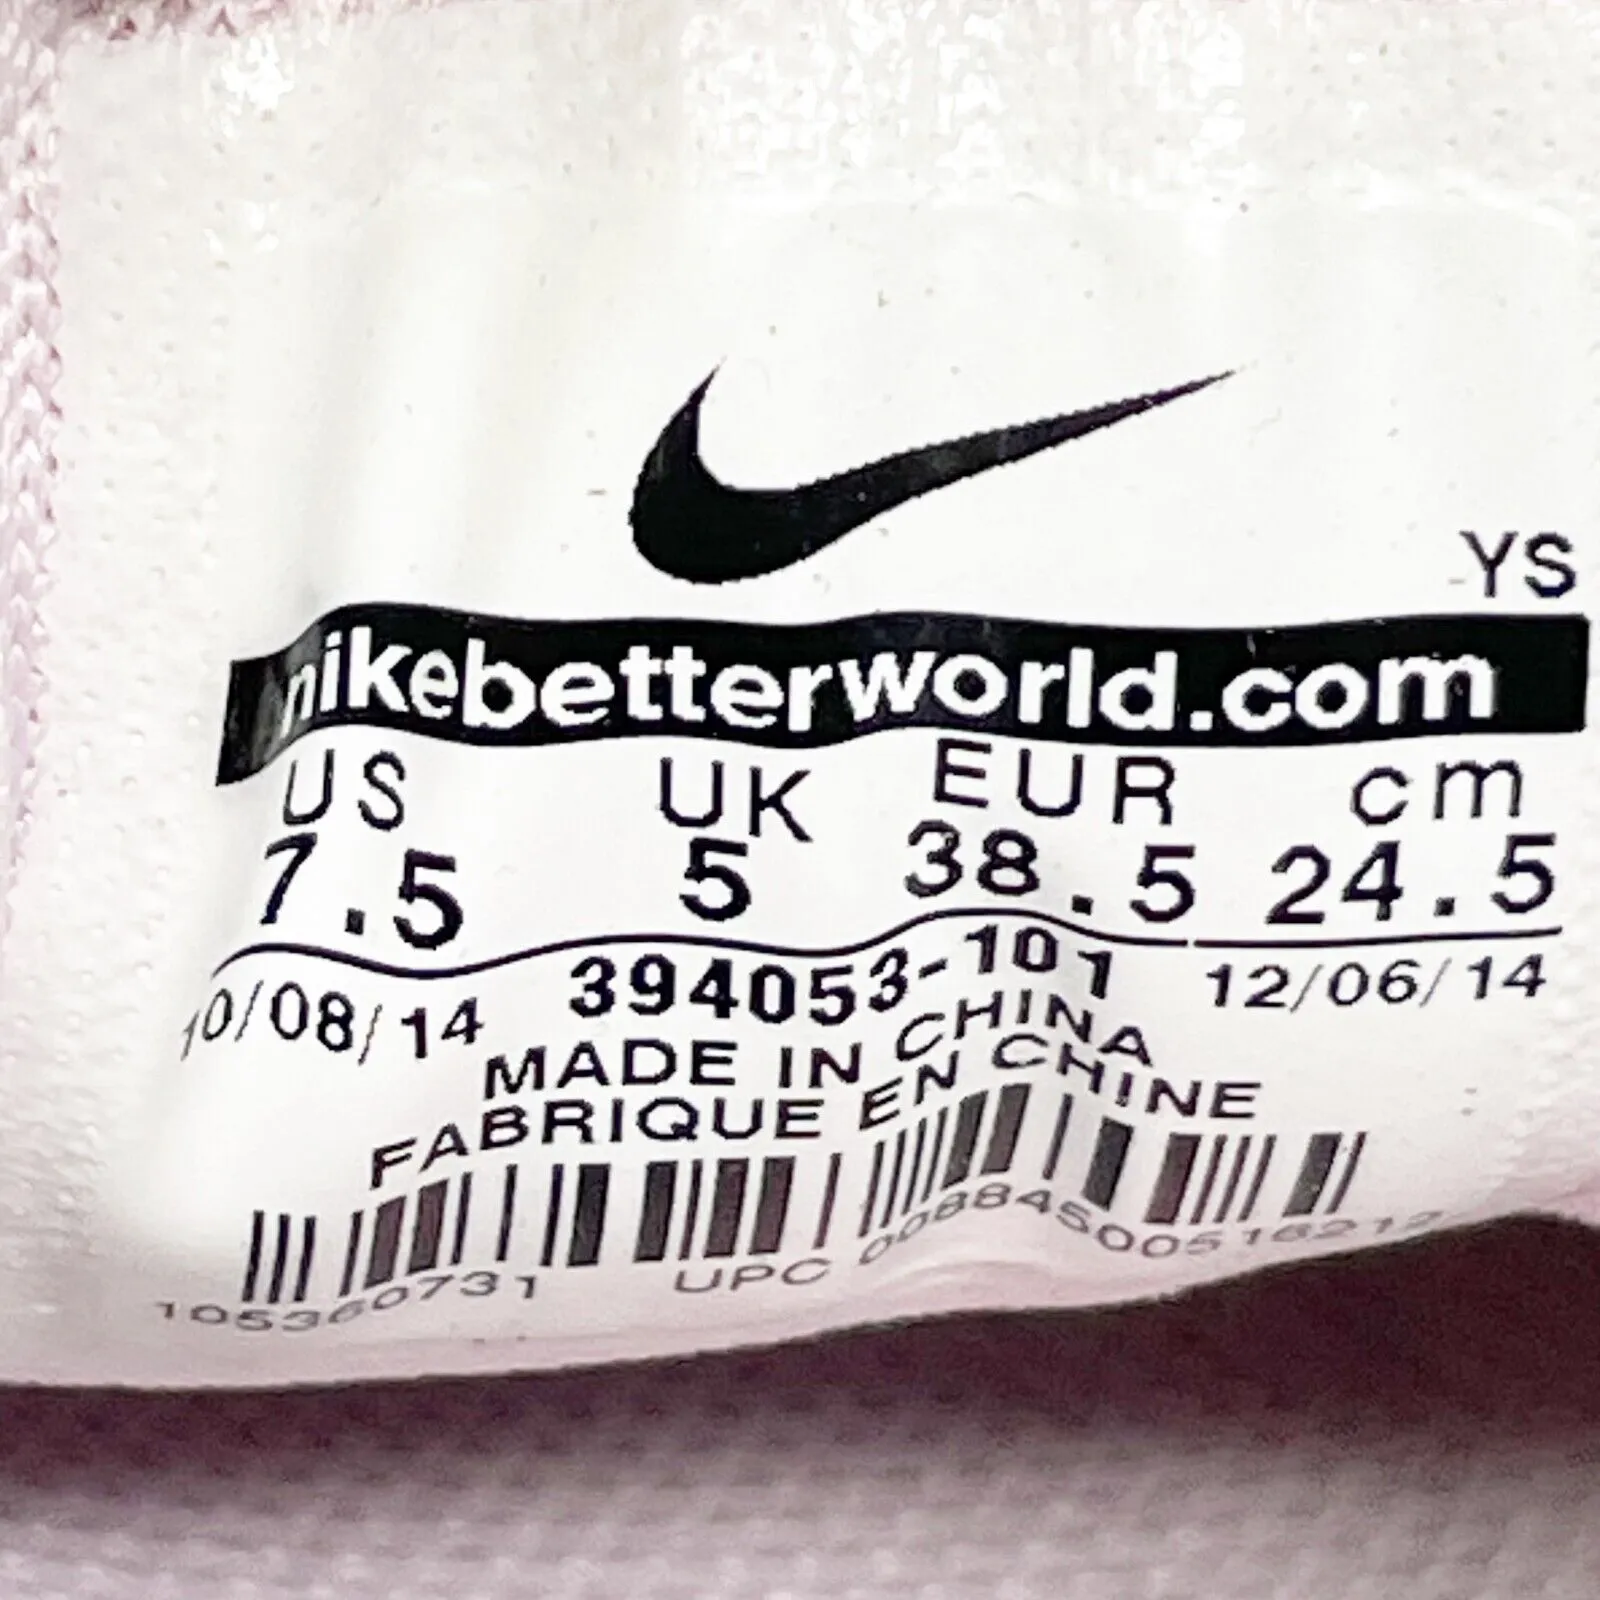 YS
nikebetterworld.com
US UK EUR cm
7.5 5 38.5 24.5
10/08/14 394053-101 12/06/14
MADE IN CHINA
FABRIQUE EN CHINE
105360731 UPC 00884500516212